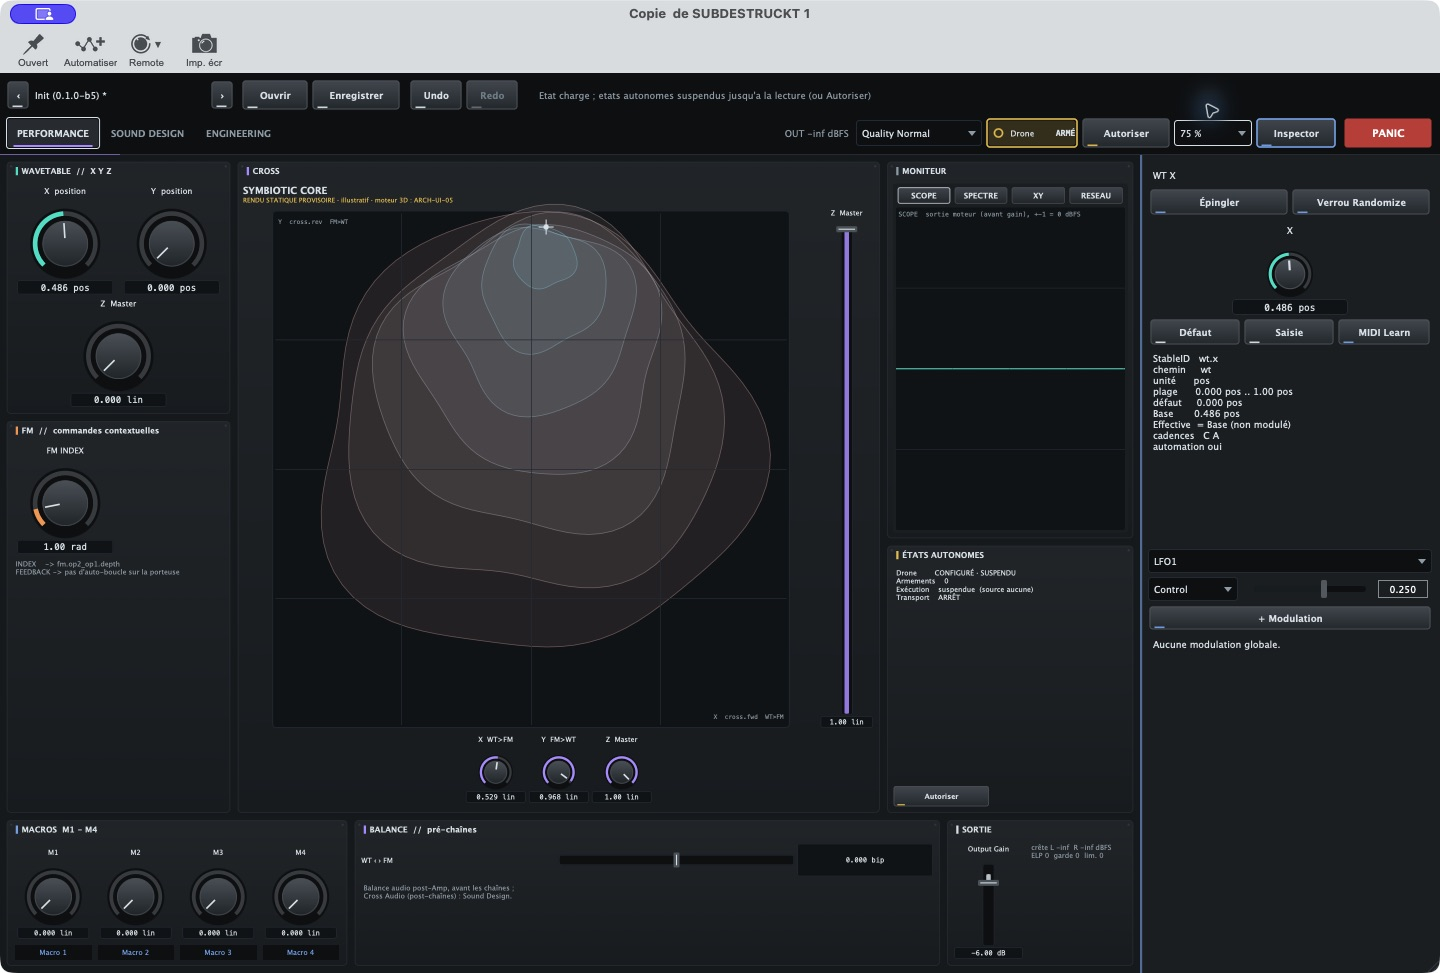 Copie de SUBDESTRUCKT 1
Ouvert Automatiser Remote Imp. écr
‹ Init (0.1.0-b5) * › Ouvrir Enregistrer Undo Redo Etat charge ; etats autonomes suspendus jusqu'a la lecture (ou Autoriser)
PERFORMANCE SOUND DESIGN ENGINEERING OUT -inf dBFS Quality Normal Drone ARMÉ Autoriser 75 % Inspector PANIC
WAVETABLE // X Y Z
X position Y position
0.486 pos 0.000 pos
Z Master
0.000 lin
FM // commandes contextuelles
FM INDEX
1.00 rad
INDEX -> fm.op2_op1.depth
FEEDBACK -> pas d'auto-boucle sur la porteuse
CROSS
SYMBIOTIC CORE
RENDU STATIQUE PROVISOIRE - illustratif - moteur 3D : ARCH-UI-05
Y cross.rev FM>WT
X cross.fwd WT>FM
Z Master
1.00 lin
X WT>FM Y FM>WT Z Master
0.529 lin 0.968 lin 1.00 lin
MONITEUR
SCOPE SPECTRE XY RESEAU
SCOPE sortie moteur (avant gain), +-1 = 0 dBFS
ÉTATS AUTONOMES
Drone CONFIGURÉ - SUSPENDU
Armements 0
Exécution suspendue (source aucune)
Transport ARRÊT
Autoriser
WT X
Épingler Verrou Randomize
X
0.486 pos
Défaut Saisie MIDI Learn
StableID wt.x
chemin wt
unité pos
plage 0.000 pos .. 1.00 pos
défaut 0.000 pos
Base 0.486 pos
Effective = Base (non modulé)
cadences C A
automation oui
LFO1
Control 0.250
+ Modulation
Aucune modulation globale.
MACROS M1 - M4
M1 M2 M3 M4
0.000 lin 0.000 lin 0.000 lin 0.000 lin
Macro 1 Macro 2 Macro 3 Macro 4
BALANCE // pré-chaînes
WT ‹ › FM 0.000 bip
Balance audio post-Amp, avant les chaînes ;
Cross Audio (post-chaînes) : Sound Design.
SORTIE
Output Gain
-6.00 dB
crête L -inf R -inf dBFS
ELP 0 garde 0 lim. 0